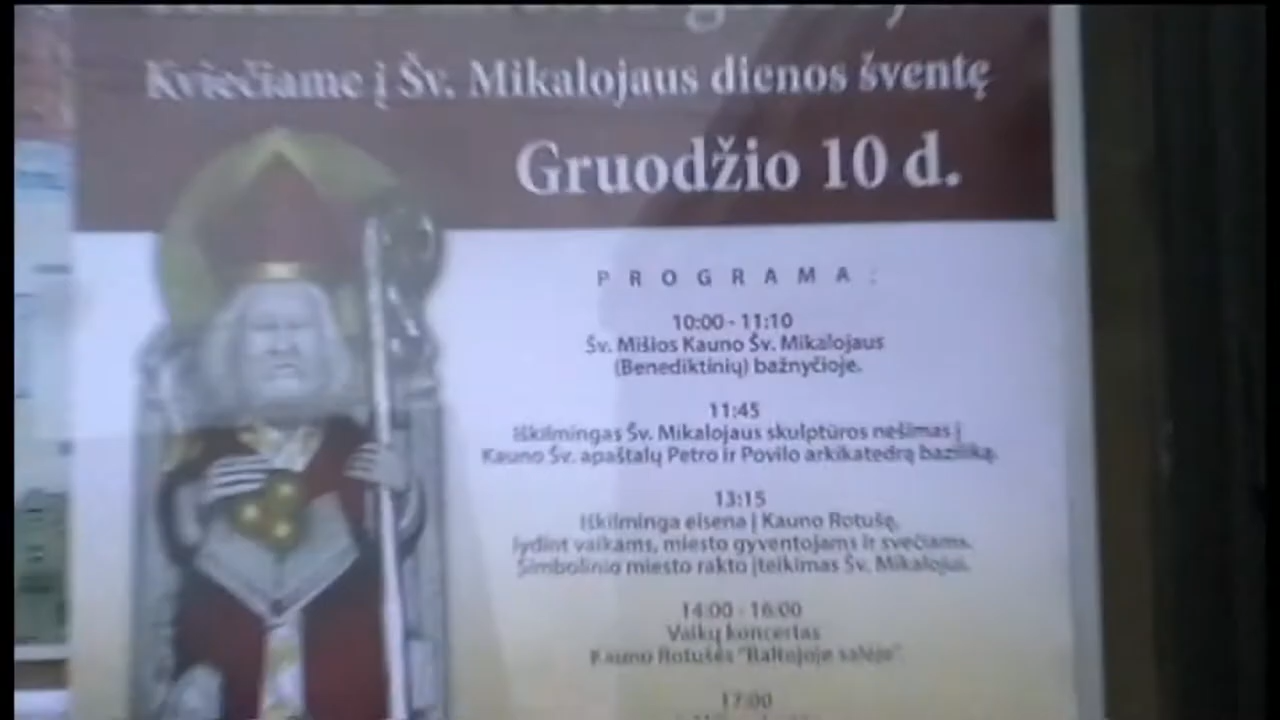 Kviečiame į Šv. Mikalojaus dienos šventę
Gruodžio 10 d.
PROGRAMA:
10:00 - 11:10
Šv. Mišios Kauno Šv. Mikalojaus
(Benediktinių) bažnyčioje.
11:45
Iškilmingas Šv. Mikalojaus skulptūros nešimas į
Kauno Šv. apaštalų Petro ir Povilo arkikatedrą baziliką.
13:15
Iškilminga eisena į Kauno Rotušę,
lydint vaikams, miesto gyventojams ir svečiams.
Simbolinio miesto rakto įteikimas Šv. Mikalojui.
14:00 - 16:00
Vaikų koncertas
Kauno Rotušės "Baltojoje salėje"
17:00